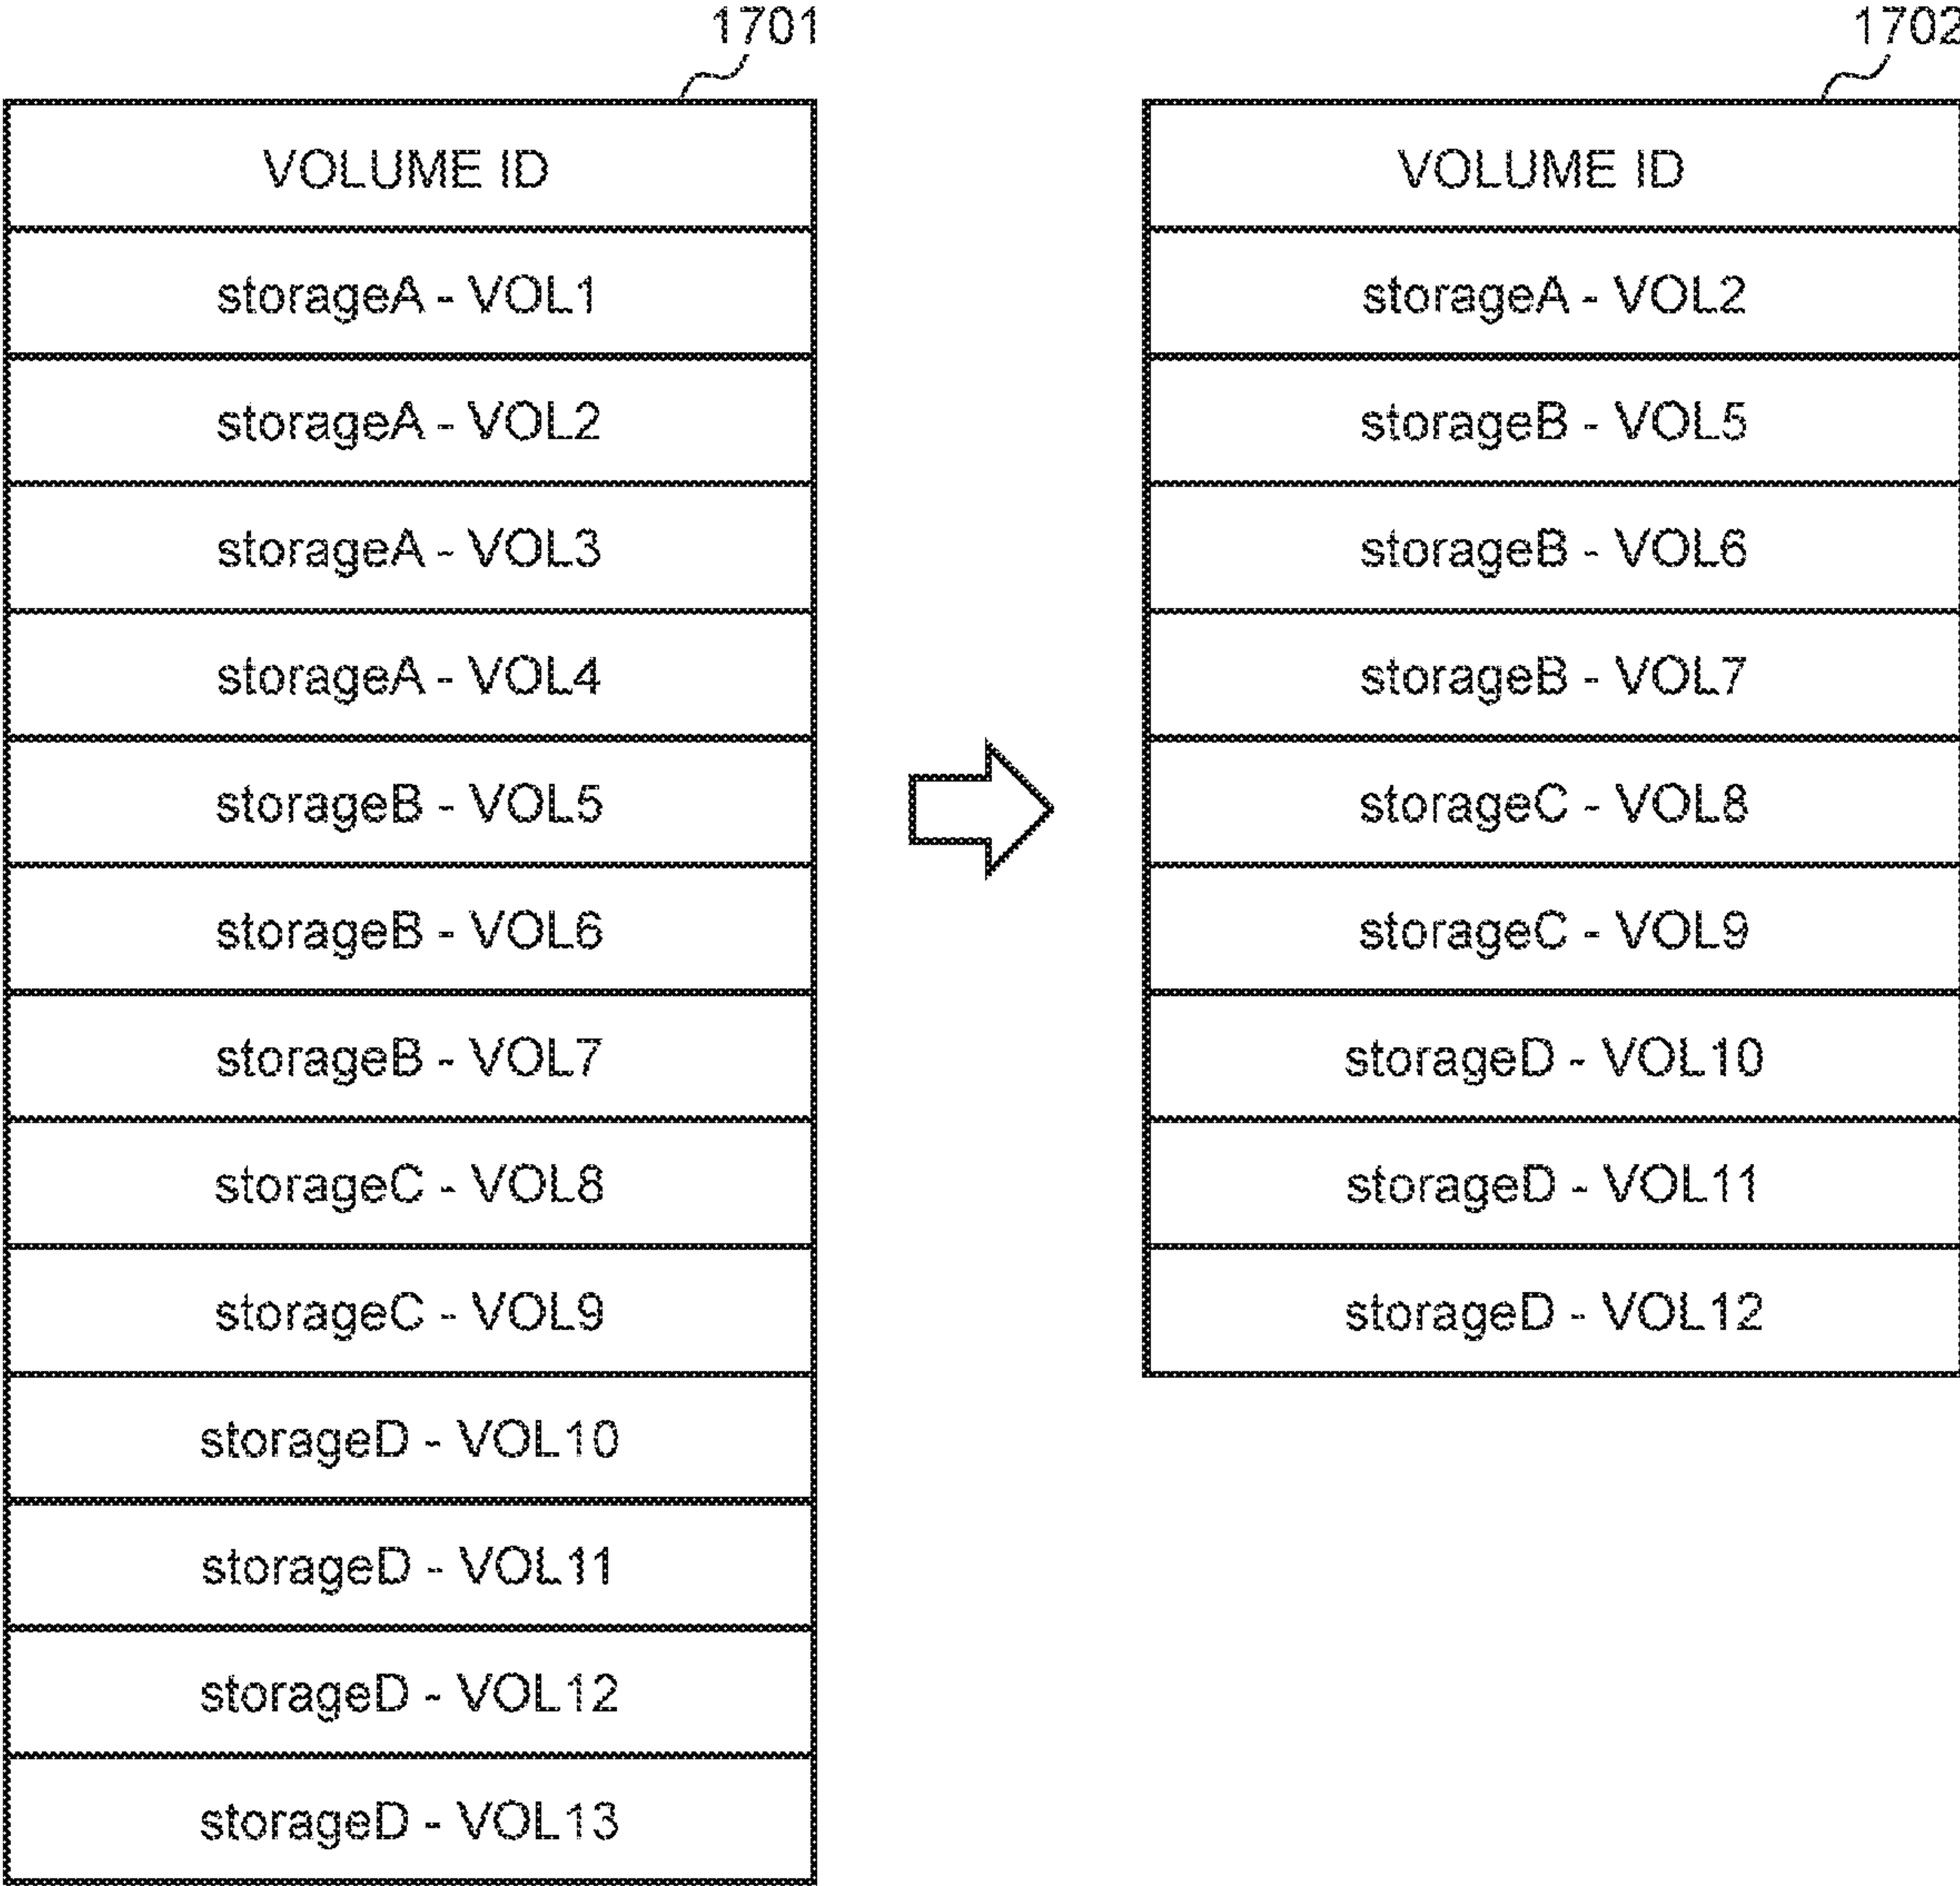 1701
VOLUME ID
storageA - VOL1
storageA - VOL2
storageA - VOL3
storageA - VOL4
storageB - VOL5
storageB - VOL6
storageB - VOL7
storageC - VOL8
storageC - VOL9
storageD - VOL10
storageD - VOL11
storageD - VOL12
storageD - VOL13
1702
VOLUME ID
storageA - VOL2
storageB - VOL5
storageB - VOL6
storageB - VOL7
storageC - VOL8
storageC - VOL9
storageD - VOL10
storageD - VOL11
storageD - VOL12